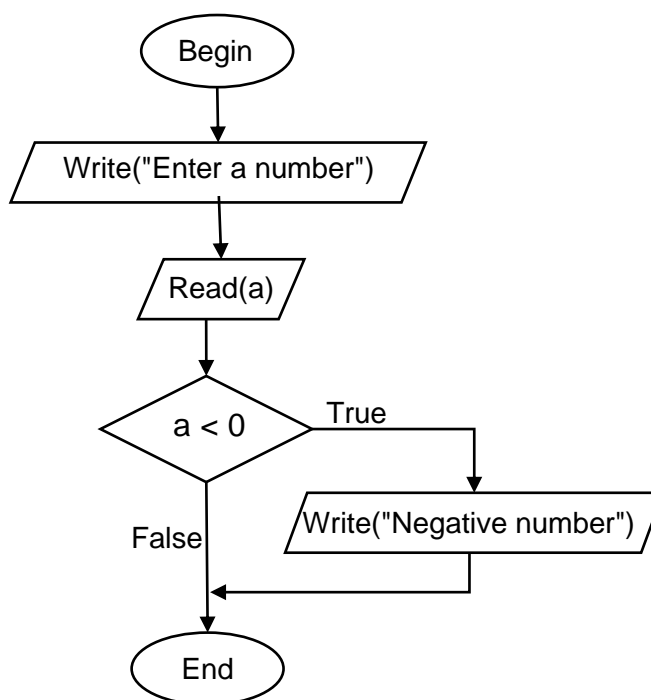 Begin
Write("Enter a number")
Read(a)
a < 0
True
Write("Negative number")
False
End